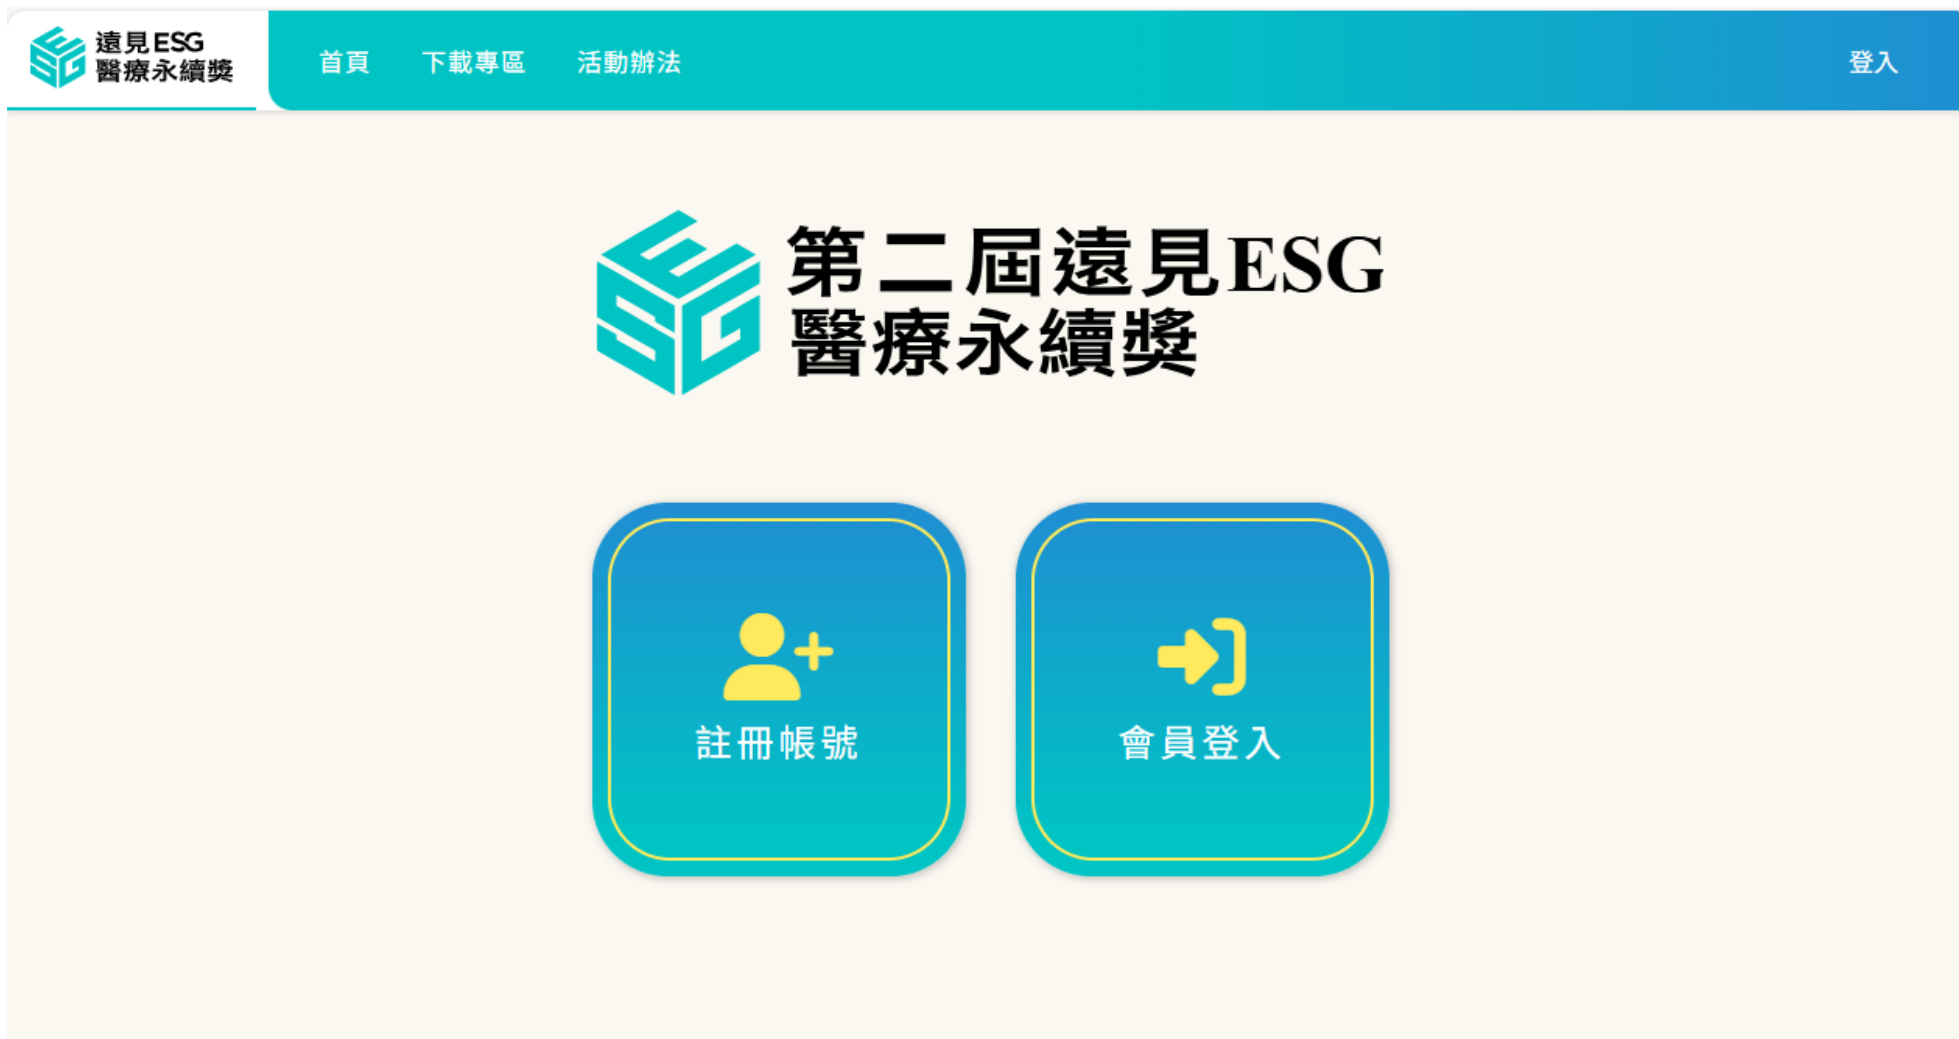 遠見ESG
醫療永續獎
首頁 下載專區 活動辦法 登入
第二屆遠見ESG
醫療永續獎
註冊帳號 會員登入